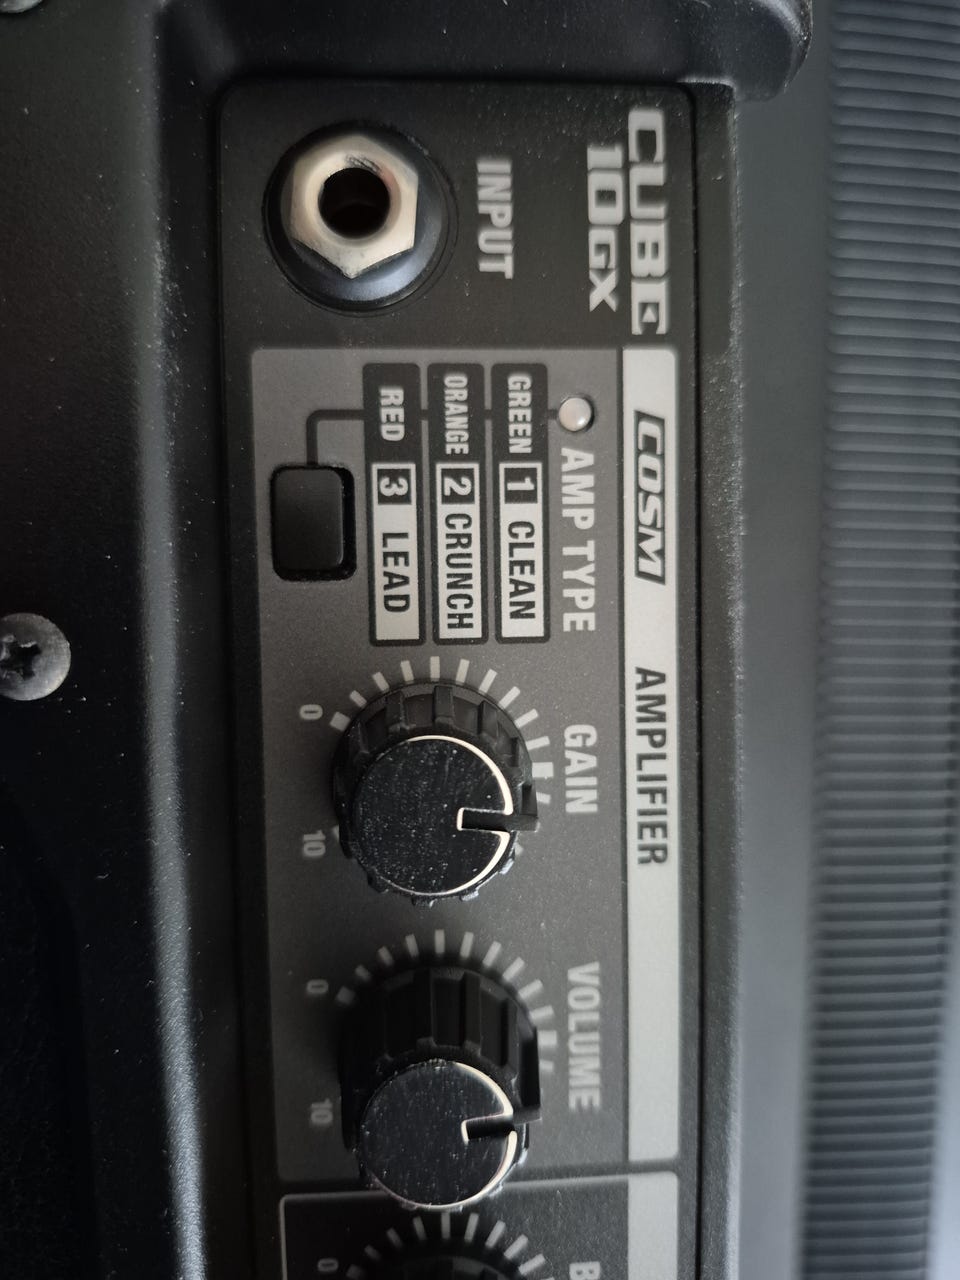 CUBE
10GX
INPUT
COSM AMPLIFIER
AMP TYPE
GREEN 1 CLEAN
ORANGE 2 CRUNCH
RED 3 LEAD
GAIN
0 10
VOLUME
0 10
0